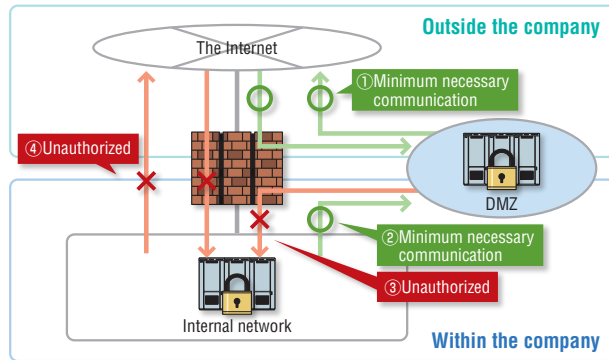 Outside the company
The Internet
①Minimum necessary
communication
④Unauthorized
DMZ
②Minimum necessary
communication
③Unauthorized
Internal network
Within the company